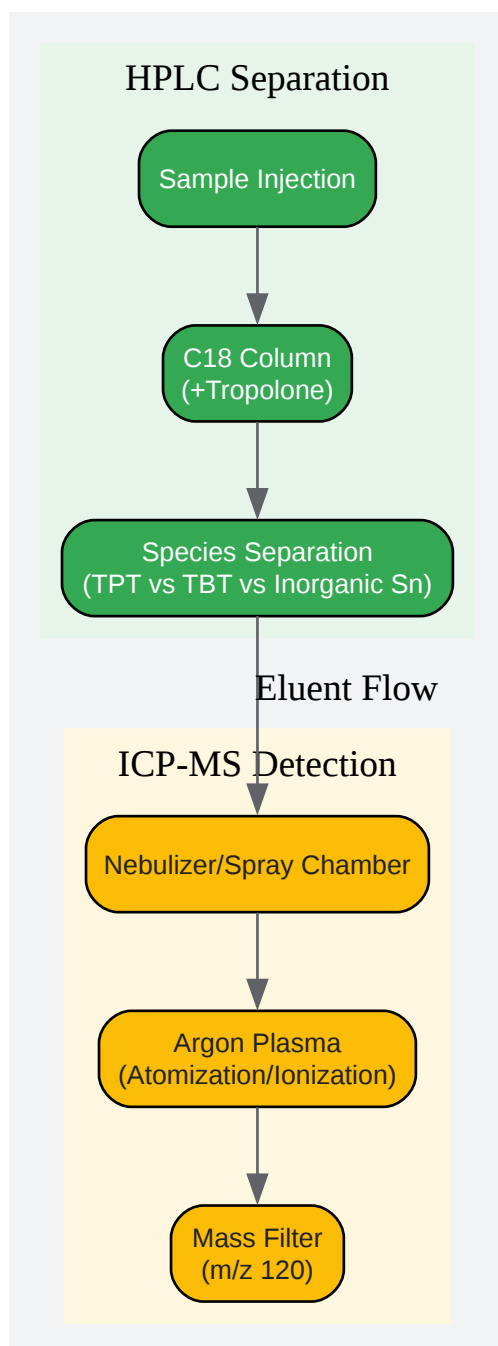 HPLC Separation
Sample Injection
C18 Column
(+Tropolone)
Species Separation
(TPT vs TBT vs Inorganic Sn)
Eluent Flow
ICP-MS Detection
Nebulizer/Spray Chamber
Argon Plasma
(Atomization/Ionization)
Mass Filter
(m/z 120)